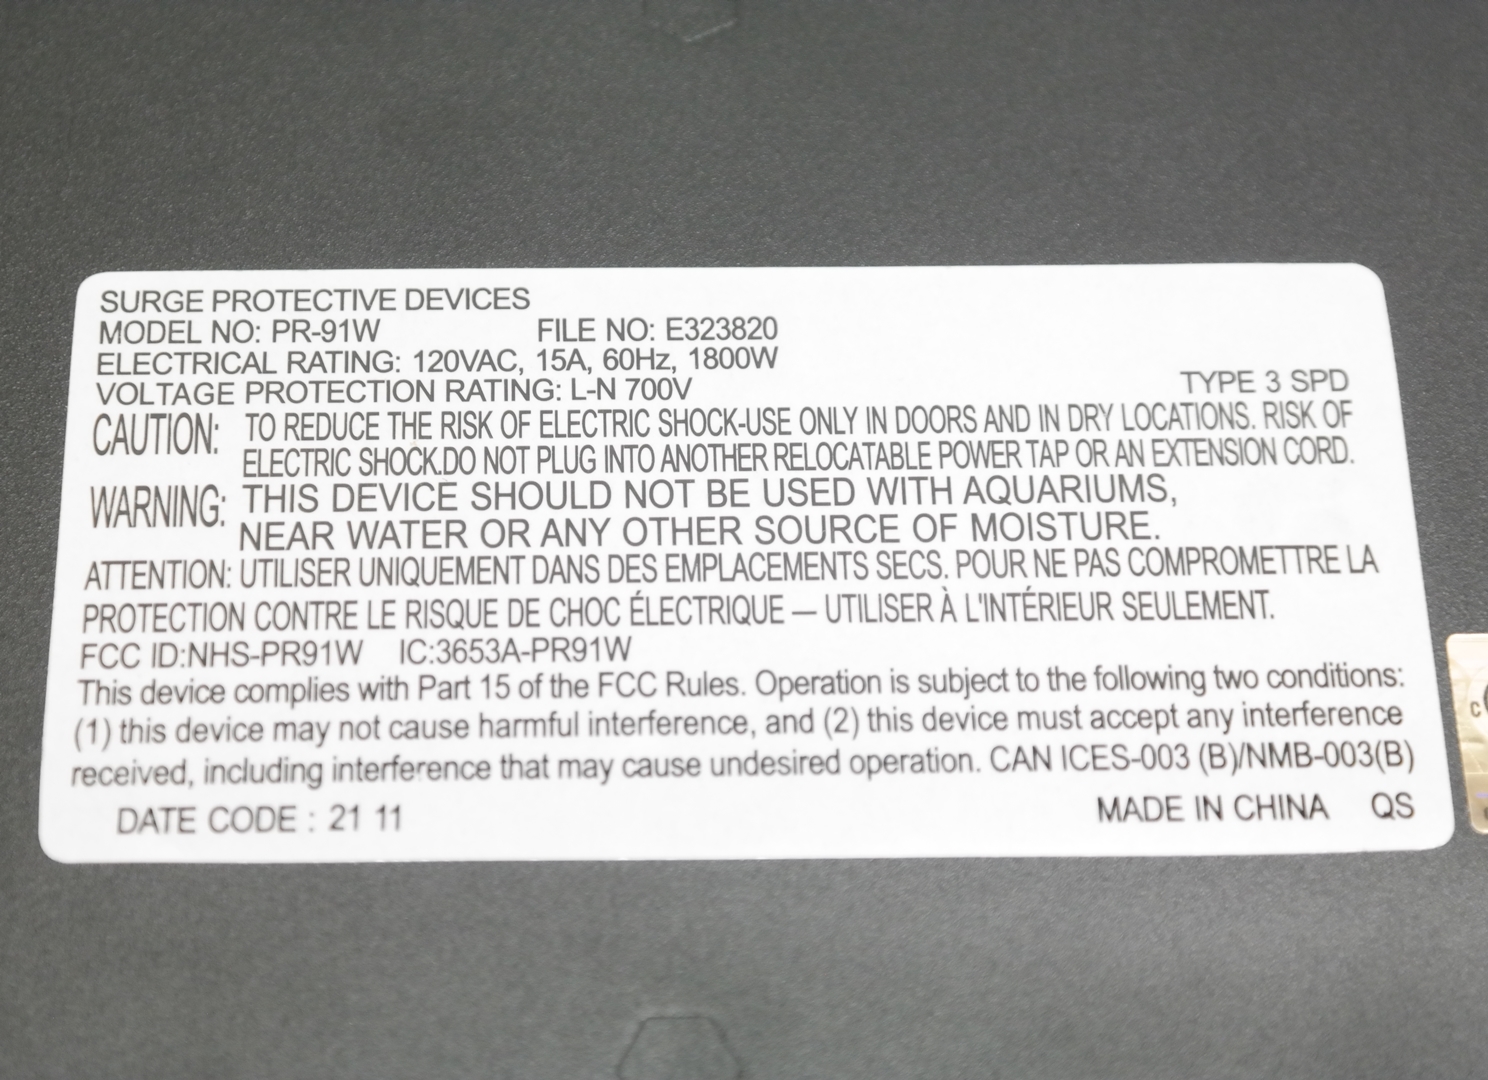 SURGE PROTECTIVE DEVICES
MODEL NO: PR-91W FILE NO: E323820
ELECTRICAL RATING: 120VAC, 15A, 60Hz, 1800W
VOLTAGE PROTECTION RATING: L-N 700V TYPE 3 SPD
CAUTION: TO REDUCE THE RISK OF ELECTRIC SHOCK-USE ONLY IN DOORS AND IN DRY LOCATIONS. RISK OF
ELECTRIC SHOCK.DO NOT PLUG INTO ANOTHER RELOCATABLE POWER TAP OR AN EXTENSION CORD.
WARNING: THIS DEVICE SHOULD NOT BE USED WITH AQUARIUMS,
NEAR WATER OR ANY OTHER SOURCE OF MOISTURE.
ATTENTION: UTILISER UNIQUEMENT DANS DES EMPLACEMENTS SECS. POUR NE PAS COMPROMETTRE LA
PROTECTION CONTRE LE RISQUE DE CHOC ÉLECTRIQUE — UTILISER À L'INTÉRIEUR SEULEMENT.
FCC ID:NHS-PR91W IC:3653A-PR91W
This device complies with Part 15 of the FCC Rules. Operation is subject to the following two conditions:
(1) this device may not cause harmful interference, and (2) this device must accept any interference
received, including interference that may cause undesired operation. CAN ICES-003 (B)/NMB-003(B)
DATE CODE : 21 11 MADE IN CHINA QS
c